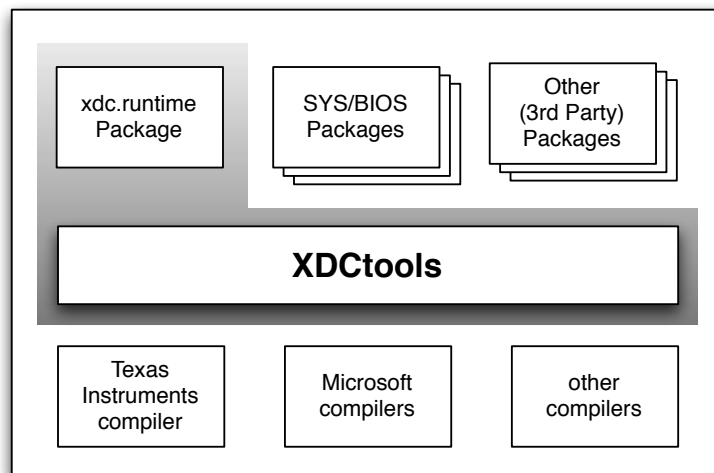 xdc.runtime
Package
SYS/BIOS
Packages
Other
(3rd Party)
Packages
XDCtools
Texas
Instruments
compiler
Microsoft
compilers
other
compilers